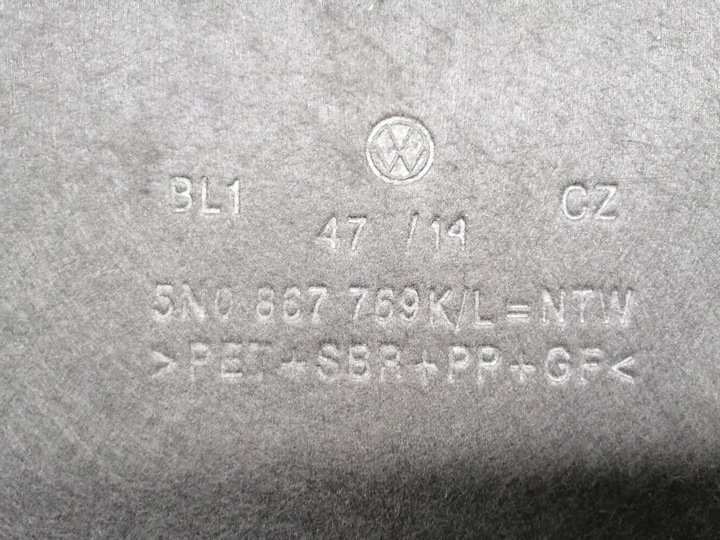 BL1 CZ
47 /14
5N0 867 769K/L=NTW
>PET+SBR+PP+GF<